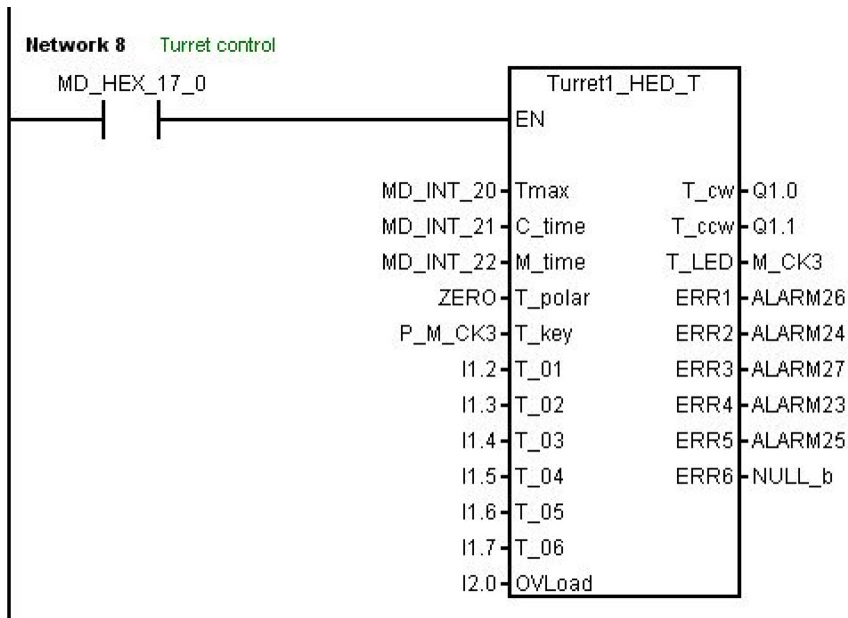 Network 8 Turret control
MD_HEX_17_0 Turret1_HED_T
EN
MD_INT_20 Tmax T_cw Q1.0
MD_INT_21 C_time T_ccw Q1.1
MD_INT_22 M_time T_LED M_CK3
ZERO T_polar ERR1 ALARM26
P_M_CK3 T_key ERR2 ALARM24
I1.2 T_01 ERR3 ALARM27
I1.3 T_02 ERR4 ALARM23
I1.4 T_03 ERR5 ALARM25
I1.5 T_04 ERR6 NULL_b
I1.6 T_05
I1.7 T_06
I2.0 OVLoad